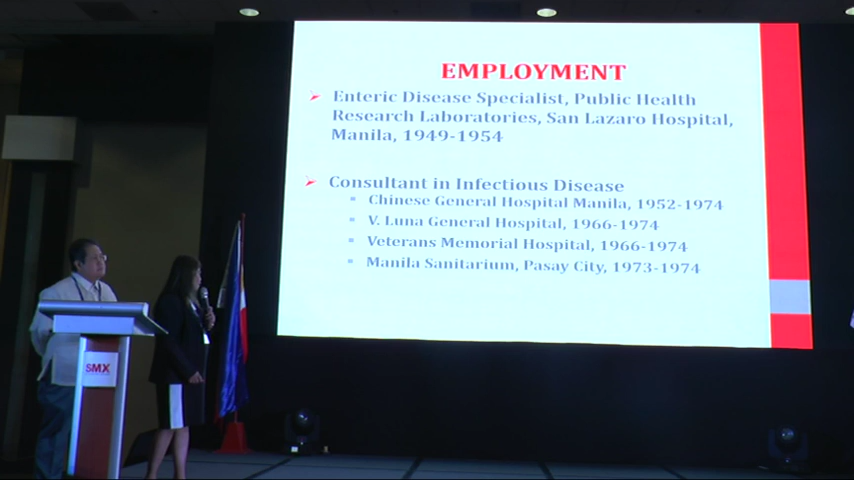 EMPLOYMENT
Enteric Disease Specialist, Public Health
Research Laboratories, San Lazaro Hospital,
Manila, 1949-1954
Consultant in Infectious Disease
Chinese General Hospital Manila, 1952-1974
V. Luna General Hospital, 1966-1974
Veterans Memorial Hospital, 1966-1974
Manila Sanitarium, Pasay City, 1973-1974
SMX